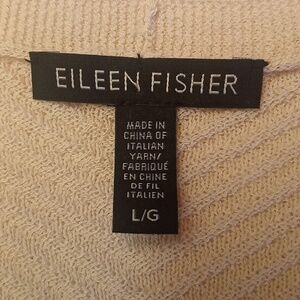 EILEEN FISHER
MADE IN
CHINA OF
ITALIAN
YARN/
FABRIQUÉ
EN CHINE
DE FIL
ITALIEN
L/G